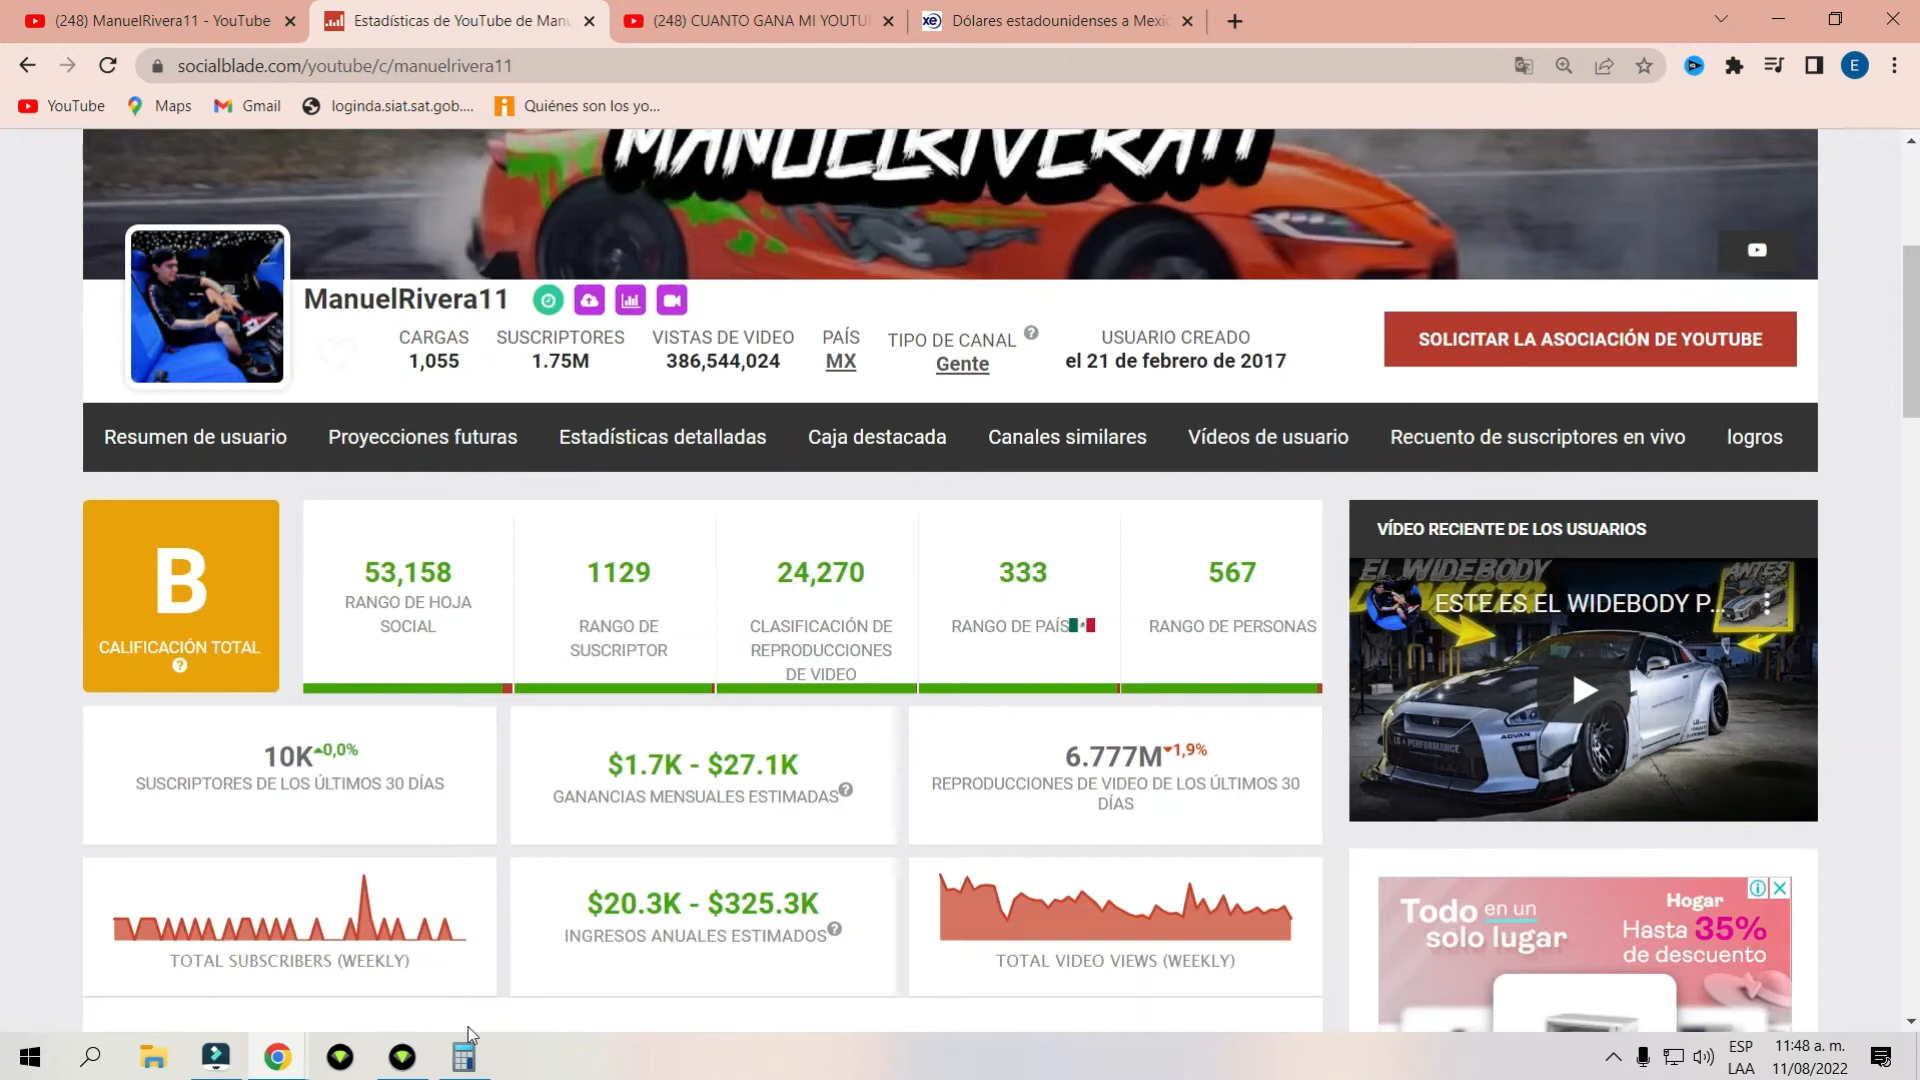 (248) ManuelRivera11 - YouTube
Estadísticas de YouTube de Manu
(248) CUANTO GANA MI YOUTU
Dólares estadounidenses a Mexic
socialblade.com/youtube/c/manuelrivera11
E
YouTube
Maps
Gmail
loginda.siat.sat.gob....
Quiénes son los yo...
MANUELRIVERA11
ManuelRivera11
CARGAS
1,055
SUSCRIPTORES
1.75M
VISTAS DE VIDEO
386,544,024
PAÍS
MX
TIPO DE CANAL
Gente
USUARIO CREADO
el 21 de febrero de 2017
SOLICITAR LA ASOCIACIÓN DE YOUTUBE
Resumen de usuario
Proyecciones futuras
Estadísticas detalladas
Caja destacada
Canales similares
Vídeos de usuario
Recuento de suscriptores en vivo
logros
B
CALIFICACIÓN TOTAL
53,158
RANGO DE HOJA
SOCIAL
1129
RANGO DE
SUSCRIPTOR
24,270
CLASIFICACIÓN DE
REPRODUCCIONES
DE VIDEO
333
RANGO DE PAÍS
567
RANGO DE PERSONAS
VÍDEO RECIENTE DE LOS USUARIOS
EL WIDEBODY
ANTES
ESTE ES EL WIDEBODY P...
ADVAN
LB PERFORMANCE
10K 0,0%
SUSCRIPTORES DE LOS ÚLTIMOS 30 DÍAS
$1.7K - $27.1K
GANANCIAS MENSUALES ESTIMADAS
6.777M 1,9%
REPRODUCCIONES DE VIDEO DE LOS ÚLTIMOS 30
DÍAS
TOTAL SUBSCRIBERS (WEEKLY)
$20.3K - $325.3K
INGRESOS ANUALES ESTIMADOS
TOTAL VIDEO VIEWS (WEEKLY)
Todo en un
solo lugar
Hogar
Hasta 35%
de descuento
ESP
LAA
11:48 a. m.
11/08/2022